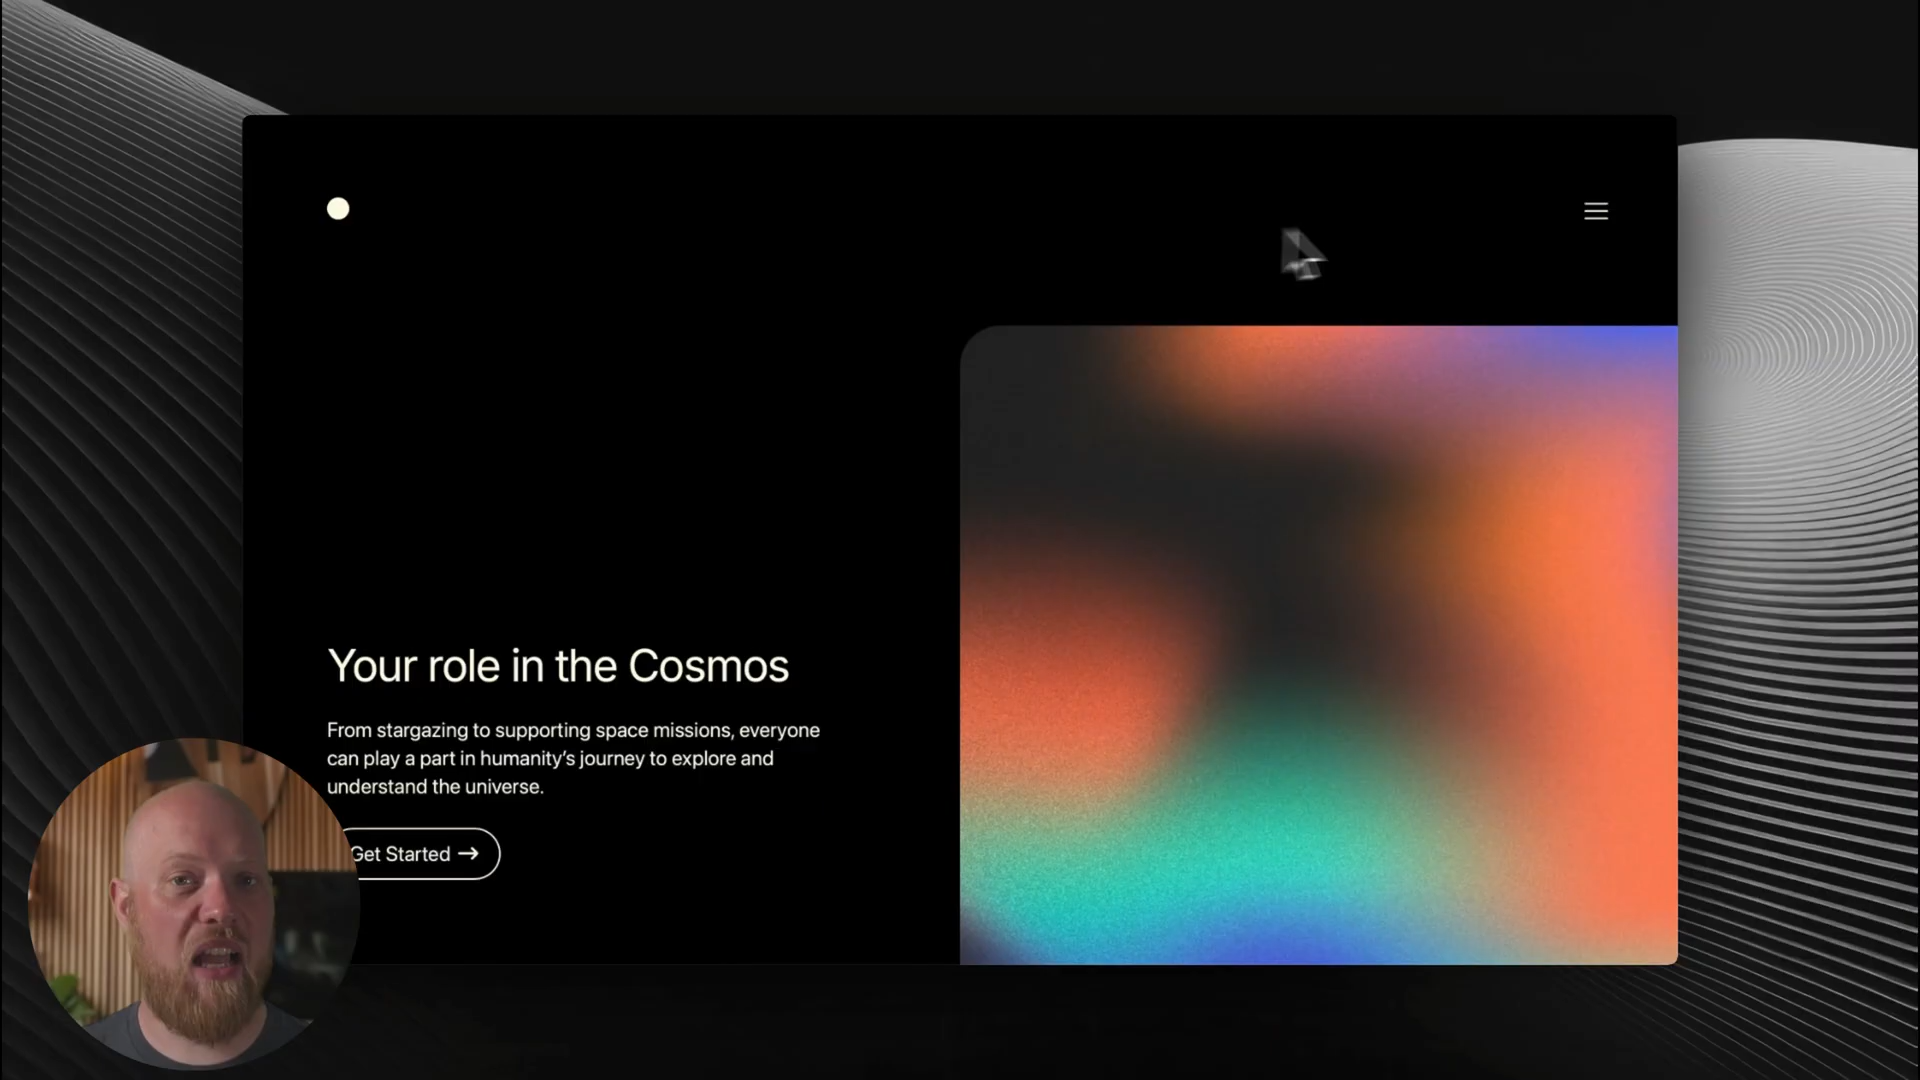 Your role in the Cosmos
From stargazing to supporting space missions, everyone
can play a part in humanity’s journey to explore and
understand the universe.
Get Started →